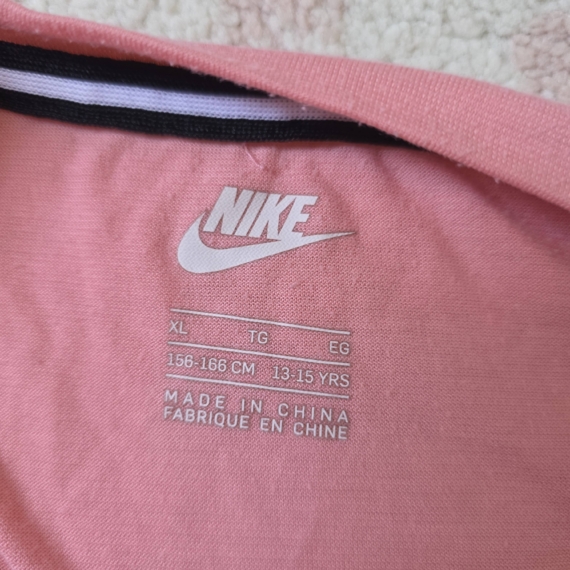 NIKE
XL TG EG
156-166 CM 13-15 YRS
MADE IN CHINA
FABRIQUE EN CHINE